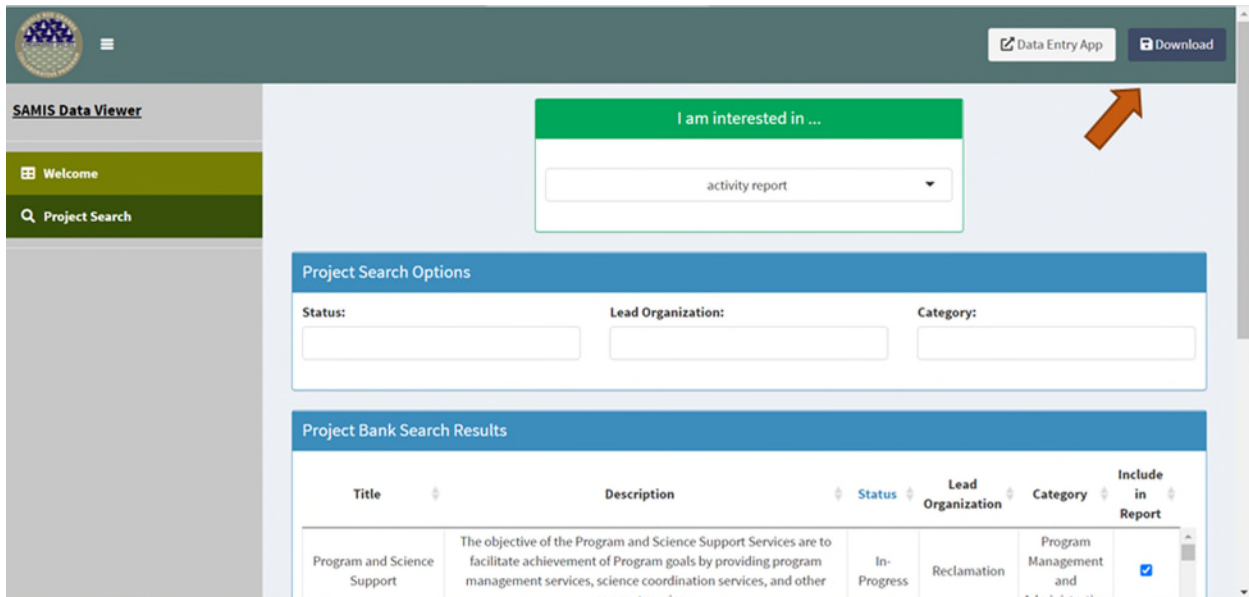 Data Entry App
Download
SAMIS Data Viewer
Welcome
Project Search
I am interested in ...
activity report
Project Search Options
Status:
Lead Organization:
Category:
Project Bank Search Results
Title
Description
Status
Lead
Organization
Category
Include
in
Report
Program and Science
Support
The objective of the Program and Science Support Services are to
facilitate achievement of Program goals by providing program
management services, science coordination services, and other
In-
Progress
Reclamation
Program
Management
and